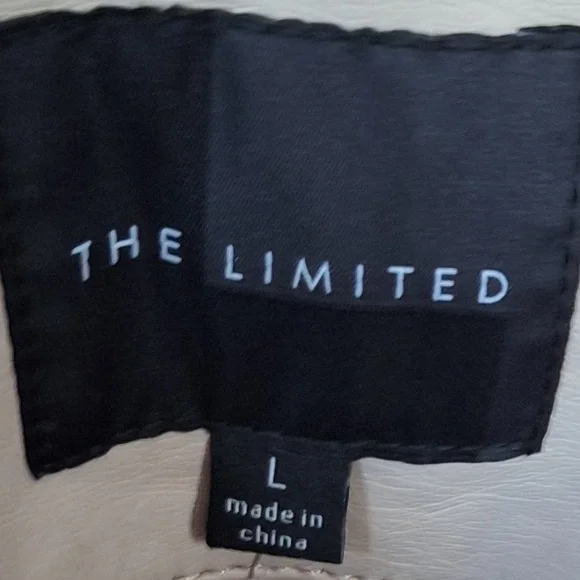 THE LIMITED
L
made in
china